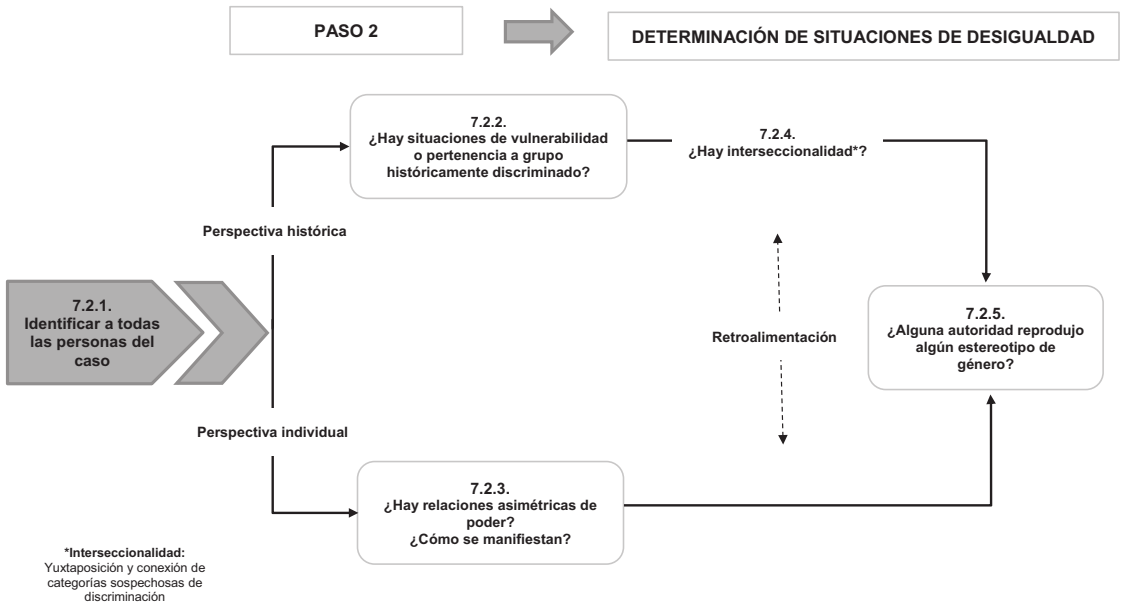 PASO 2
DETERMINACIÓN DE SITUACIONES DE DESIGUALDAD
7.2.2.
¿Hay situaciones de vulnerabilidad
o pertenencia a grupo
históricamente discriminado?
7.2.4.
¿Hay interseccionalidad*?
Perspectiva histórica
7.2.1.
Identificar a todas
las personas del
caso
Retroalimentación
7.2.5.
¿Alguna autoridad reprodujo
algún estereotipo de
género?
Perspectiva individual
7.2.3.
¿Hay relaciones asimétricas de
poder?
¿Cómo se manifiestan?
*Interseccionalidad:
Yuxtaposición y conexión de
categorías sospechosas de
discriminación